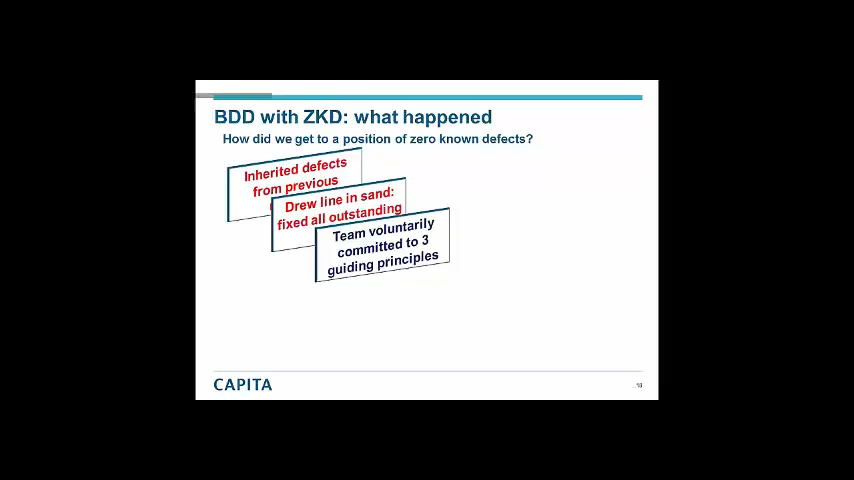 BDD with ZKD: what happened
How did we get to a position of zero known defects?
Inherited defects
from previous
Drew line in sand:
fixed all outstanding
Team voluntarily
committed to 3
guiding principles
CAPITA